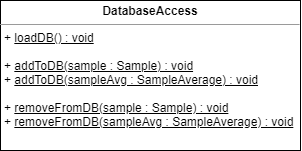 DatabaseAccess
+ loadDB() : void
+ addToDB(sample : Sample) : void
+ addToDB(sampleAvg : SampleAverage) : void
+ removeFromDB(sample : Sample) : void
+ removeFromDB(sampleAvg : SampleAverage) : void